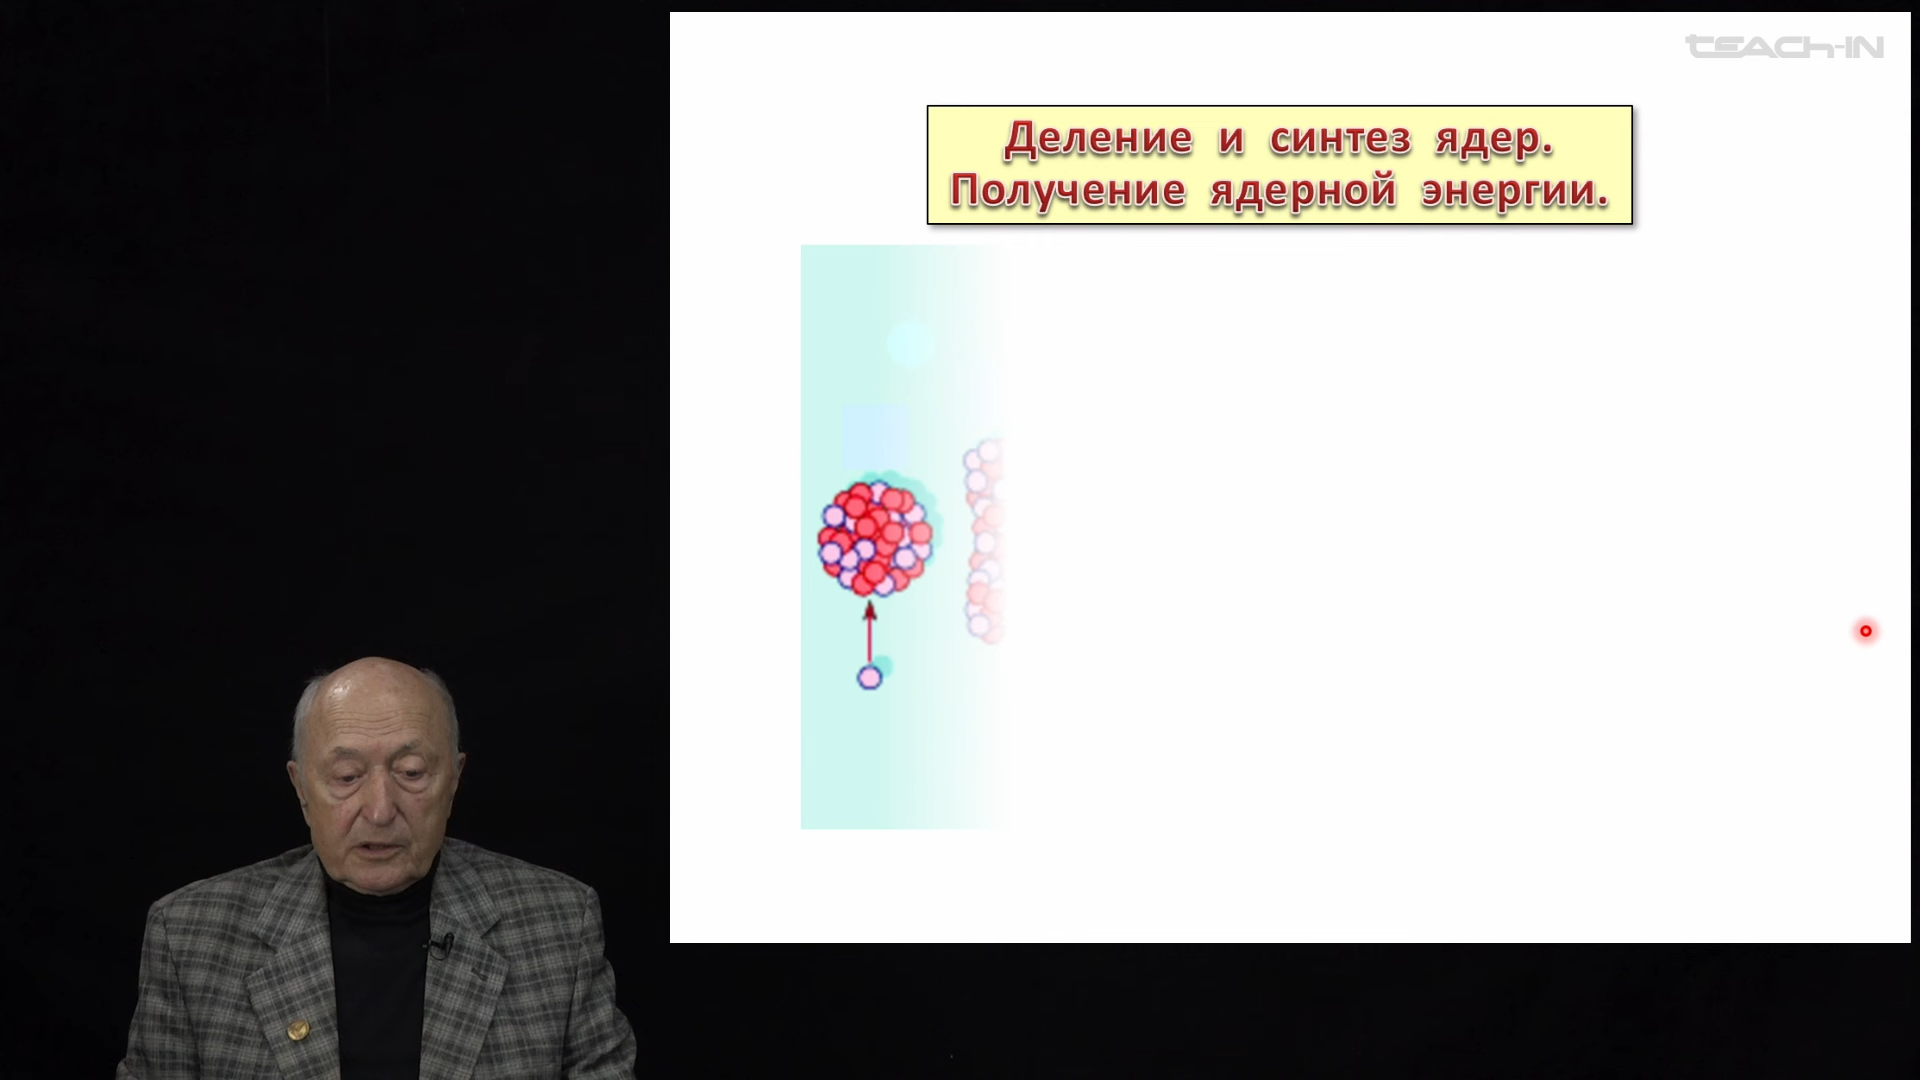 TEACH-IN
Деление и синтез ядер.
Получение ядерной энергии.